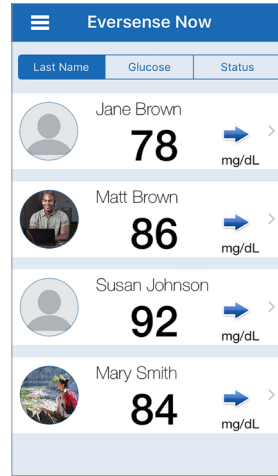 Eversense Now
Last Name Glucose Status
Jane Brown
78
mg/dL
Matt Brown
86
mg/dL
Susan Johnson
92
mg/dL
Mary Smith
84
mg/dL